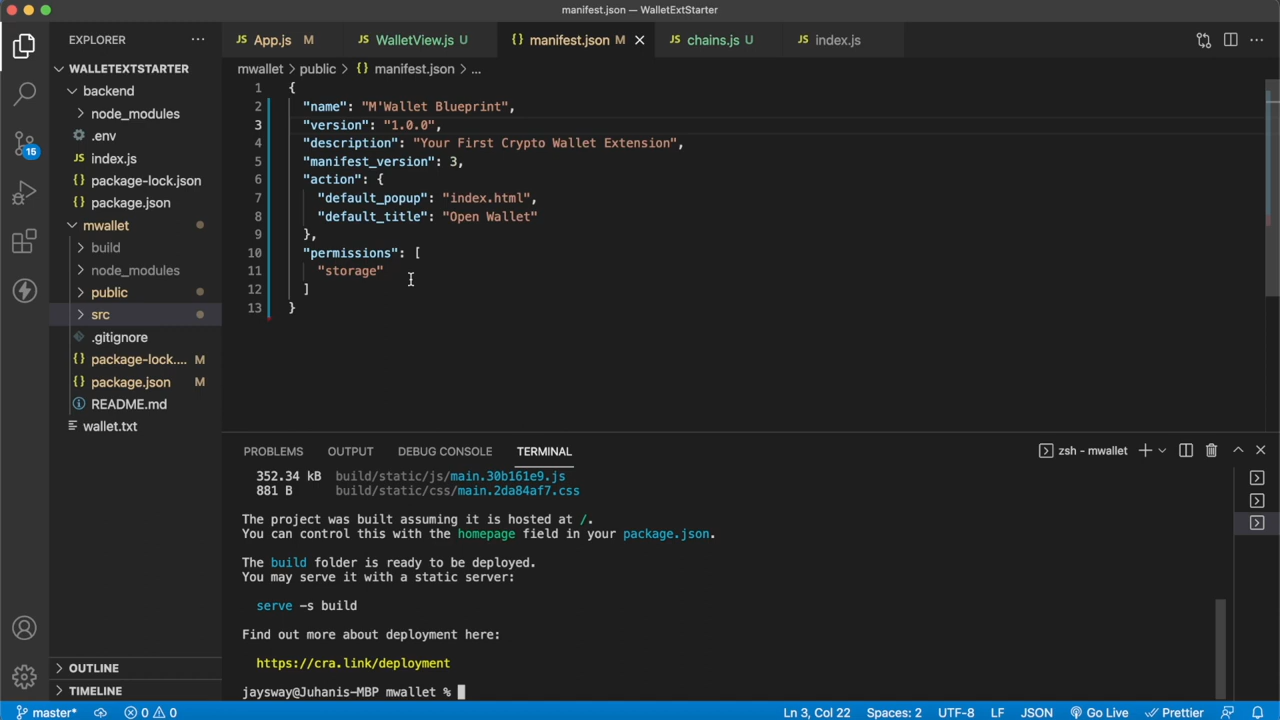 manifest.json — WalletExtStarter
EXPLORER
App.js M
WalletView.js U
manifest.json M
chains.js U
index.js
WALLETEXTSTARTER
mwallet > public > {} manifest.json > ...
backend
node_modules
.env
index.js
package-lock.json
package.json
mwallet
build
node_modules
public
src
.gitignore
package-lock.... M
package.json M
README.md
wallet.txt
OUTLINE
TIMELINE
15
1 {
2 "name": "M'Wallet Blueprint",
3 "version": "1.0.0",
4 "description": "Your First Crypto Wallet Extension",
5 "manifest_version": 3,
6 "action": {
7 "default_popup": "index.html",
8 "default_title": "Open Wallet"
9 },
10 "permissions": [
11 "storage"
12 ]
13 }
PROBLEMS OUTPUT DEBUG CONSOLE TERMINAL
zsh - mwallet
352.34 kB build/static/js/main.30b161e9.js
881 B build/static/css/main.2da84af7.css
The project was built assuming it is hosted at /.
You can control this with the homepage field in your package.json.
The build folder is ready to be deployed.
You may serve it with a static server:
serve -s build
Find out more about deployment here:
https://cra.link/deployment
jaysway@Juhanis-MBP mwallet %
master* 0 0 Ln 3, Col 22 Spaces: 2 UTF-8 LF JSON Go Live Prettier